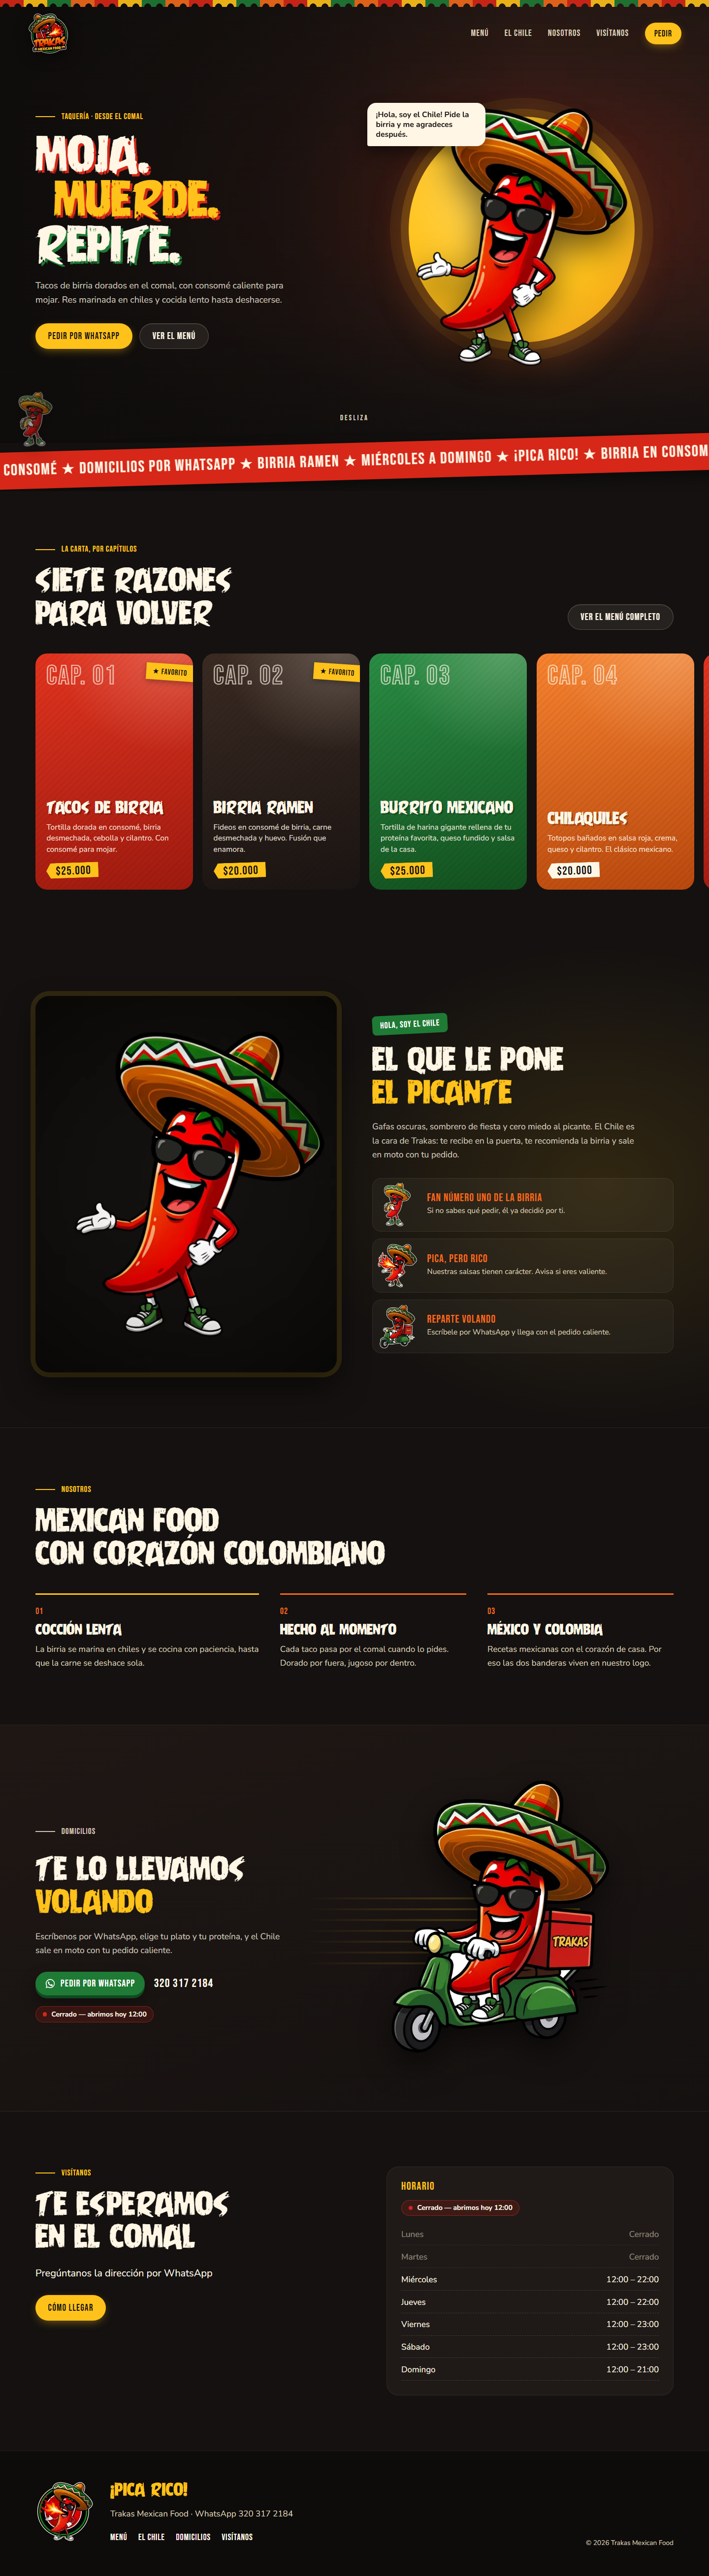 TRAKAS
MEXICAN FOOD
MENÚ
EL CHILE
NOSOTROS
VISÍTANOS
PEDIR
TAQUERÍA · DESDE EL COMAL
MOJA.
MUERDE.
REPITE.
Tacos de birria dorados en el comal, con consomé caliente para
mojar. Res marinada en chiles y cocida lento hasta deshacerse.
PEDIR POR WHATSAPP
VER EL MENÚ
¡Hola, soy el Chile! Pide la
birria y me agradeces
después.
DESLIZA
CONSOMÉ ★ DOMICILIOS POR WHATSAPP ★ BIRRIA RAMEN ★ MIÉRCOLES A DOMINGO ★ ¡PICA RICO! ★ BIRRIA EN CONSOM
LA CARTA, POR CAPÍTULOS
SIETE RAZONES
PARA VOLVER
VER EL MENÚ COMPLETO
CAP. 01
★ FAVORITO
TACOS DE BIRRIA
Tortilla dorada en consomé, birria
desmechada, cebolla y cilantro. Con
consomé para mojar.
$25.000
CAP. 02
★ FAVORITO
BIRRIA RAMEN
Fideos en consomé de birria, carne
desmechada y huevo. Fusión que
enamora.
$20.000
CAP. 03
BURRITO MEXICANO
Tortilla de harina gigante rellena de tu
proteína favorita, queso fundido y salsa
de la casa.
$25.000
CAP. 04
CHILAQUILES
Totopos bañados en salsa roja, crema,
queso y cilantro. El clásico mexicano.
$20.000
HOLA, SOY EL CHILE
EL QUE LE PONE
EL PICANTE
Gafas oscuras, sombrero de fiesta y cero miedo al picante. El Chile es
la cara de Trakas: te recibe en la puerta, te recomienda la birria y sale
en moto con tu pedido.
FAN NÚMERO UNO DE LA BIRRIA
Si no sabes qué pedir, él ya decidió por ti.
PICA, PERO RICO
Nuestras salsas tienen carácter. Avisa si eres valiente.
REPARTE VOLANDO
Escríbele por WhatsApp y llega con el pedido caliente.
NOSOTROS
MEXICAN FOOD
CON CORAZÓN COLOMBIANO
01
COCCIÓN LENTA
La birria se marina en chiles y se cocina con paciencia, hasta
que la carne se deshace sola.
02
HECHO AL MOMENTO
Cada taco pasa por el comal cuando lo pides.
Dorado por fuera, jugoso por dentro.
03
MÉXICO Y COLOMBIA
Recetas mexicanas con el corazón de casa. Por
eso las dos banderas viven en nuestro logo.
DOMICILIOS
TE LO LLEVAMOS
VOLANDO
Escríbenos por WhatsApp, elige tu plato y tu proteína, y el Chile
sale en moto con tu pedido caliente.
PEDIR POR WHATSAPP
320 317 2184
Cerrado — abrimos hoy 12:00
TRAKAS
VISÍTANOS
TE ESPERAMOS
EN EL COMAL
Pregúntanos la dirección por WhatsApp
CÓMO LLEGAR
HORARIO
Cerrado — abrimos hoy 12:00
Lunes Cerrado
Martes Cerrado
Miércoles 12:00 – 22:00
Jueves 12:00 – 22:00
Viernes 12:00 – 23:00
Sábado 12:00 – 23:00
Domingo 12:00 – 21:00
¡PICA RICO!
Trakas Mexican Food · WhatsApp 320 317 2184
MENÚ
EL CHILE
DOMICILIOS
VISÍTANOS
© 2026 Trakas Mexican Food